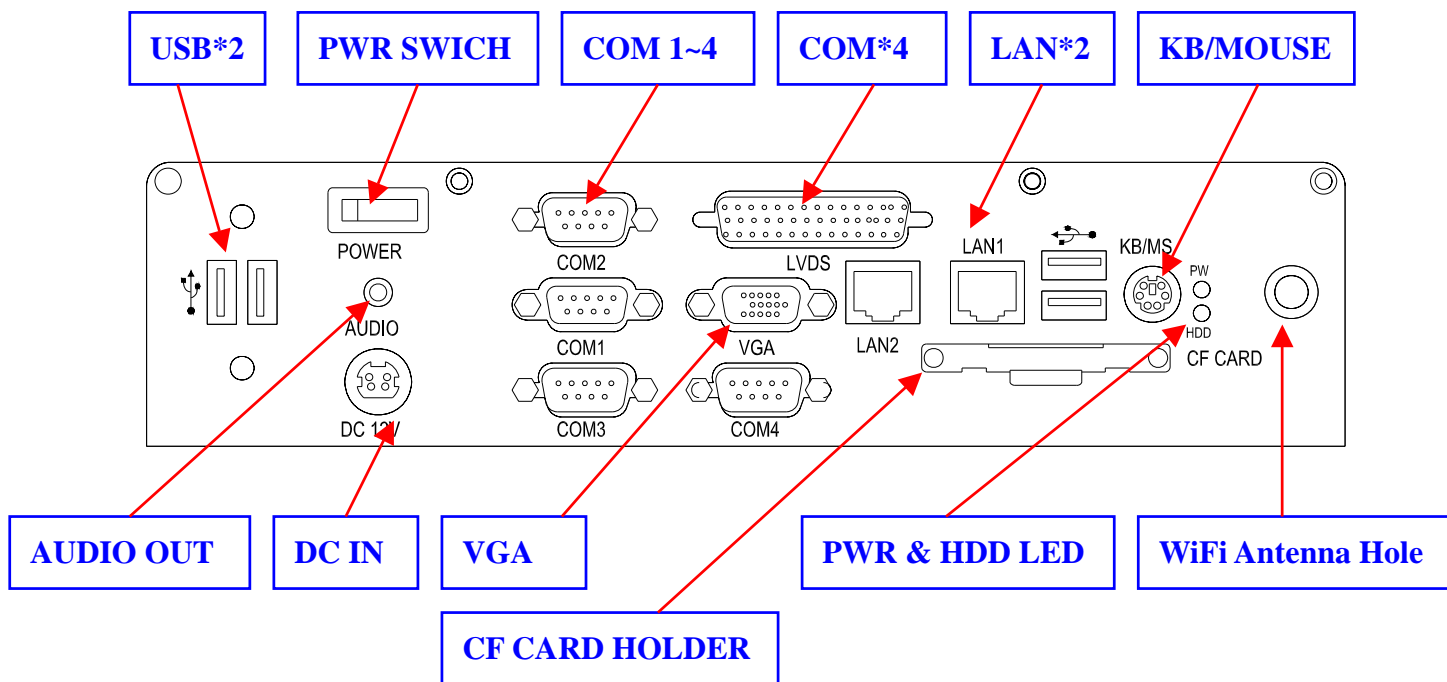 USB*2
PWR SWICH
COM 1~4
COM*4
LAN*2
KB/MOUSE
POWER
COM2
LVDS
LAN1
KB/MS
PW
AUDIO
COM1
VGA
LAN2
HDD
CF CARD
DC 12V
COM3
COM4
AUDIO OUT
DC IN
VGA
PWR & HDD LED
WiFi Antenna Hole
CF CARD HOLDER